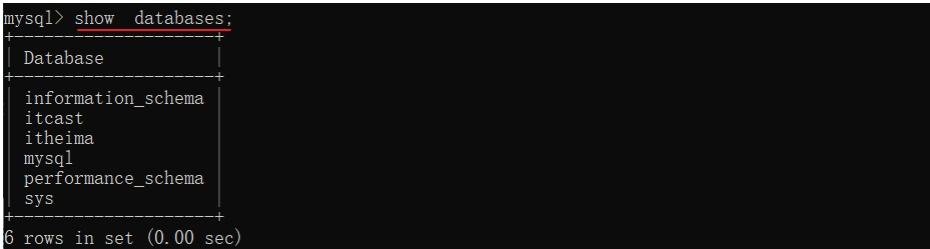 mysql> show  databases;
+--------------------+
| Database           |
+--------------------+
| information_schema |
| itcast             |
| itheima            |
| mysql              |
| performance_schema |
| sys                |
+--------------------+
6 rows in set (0.00 sec)